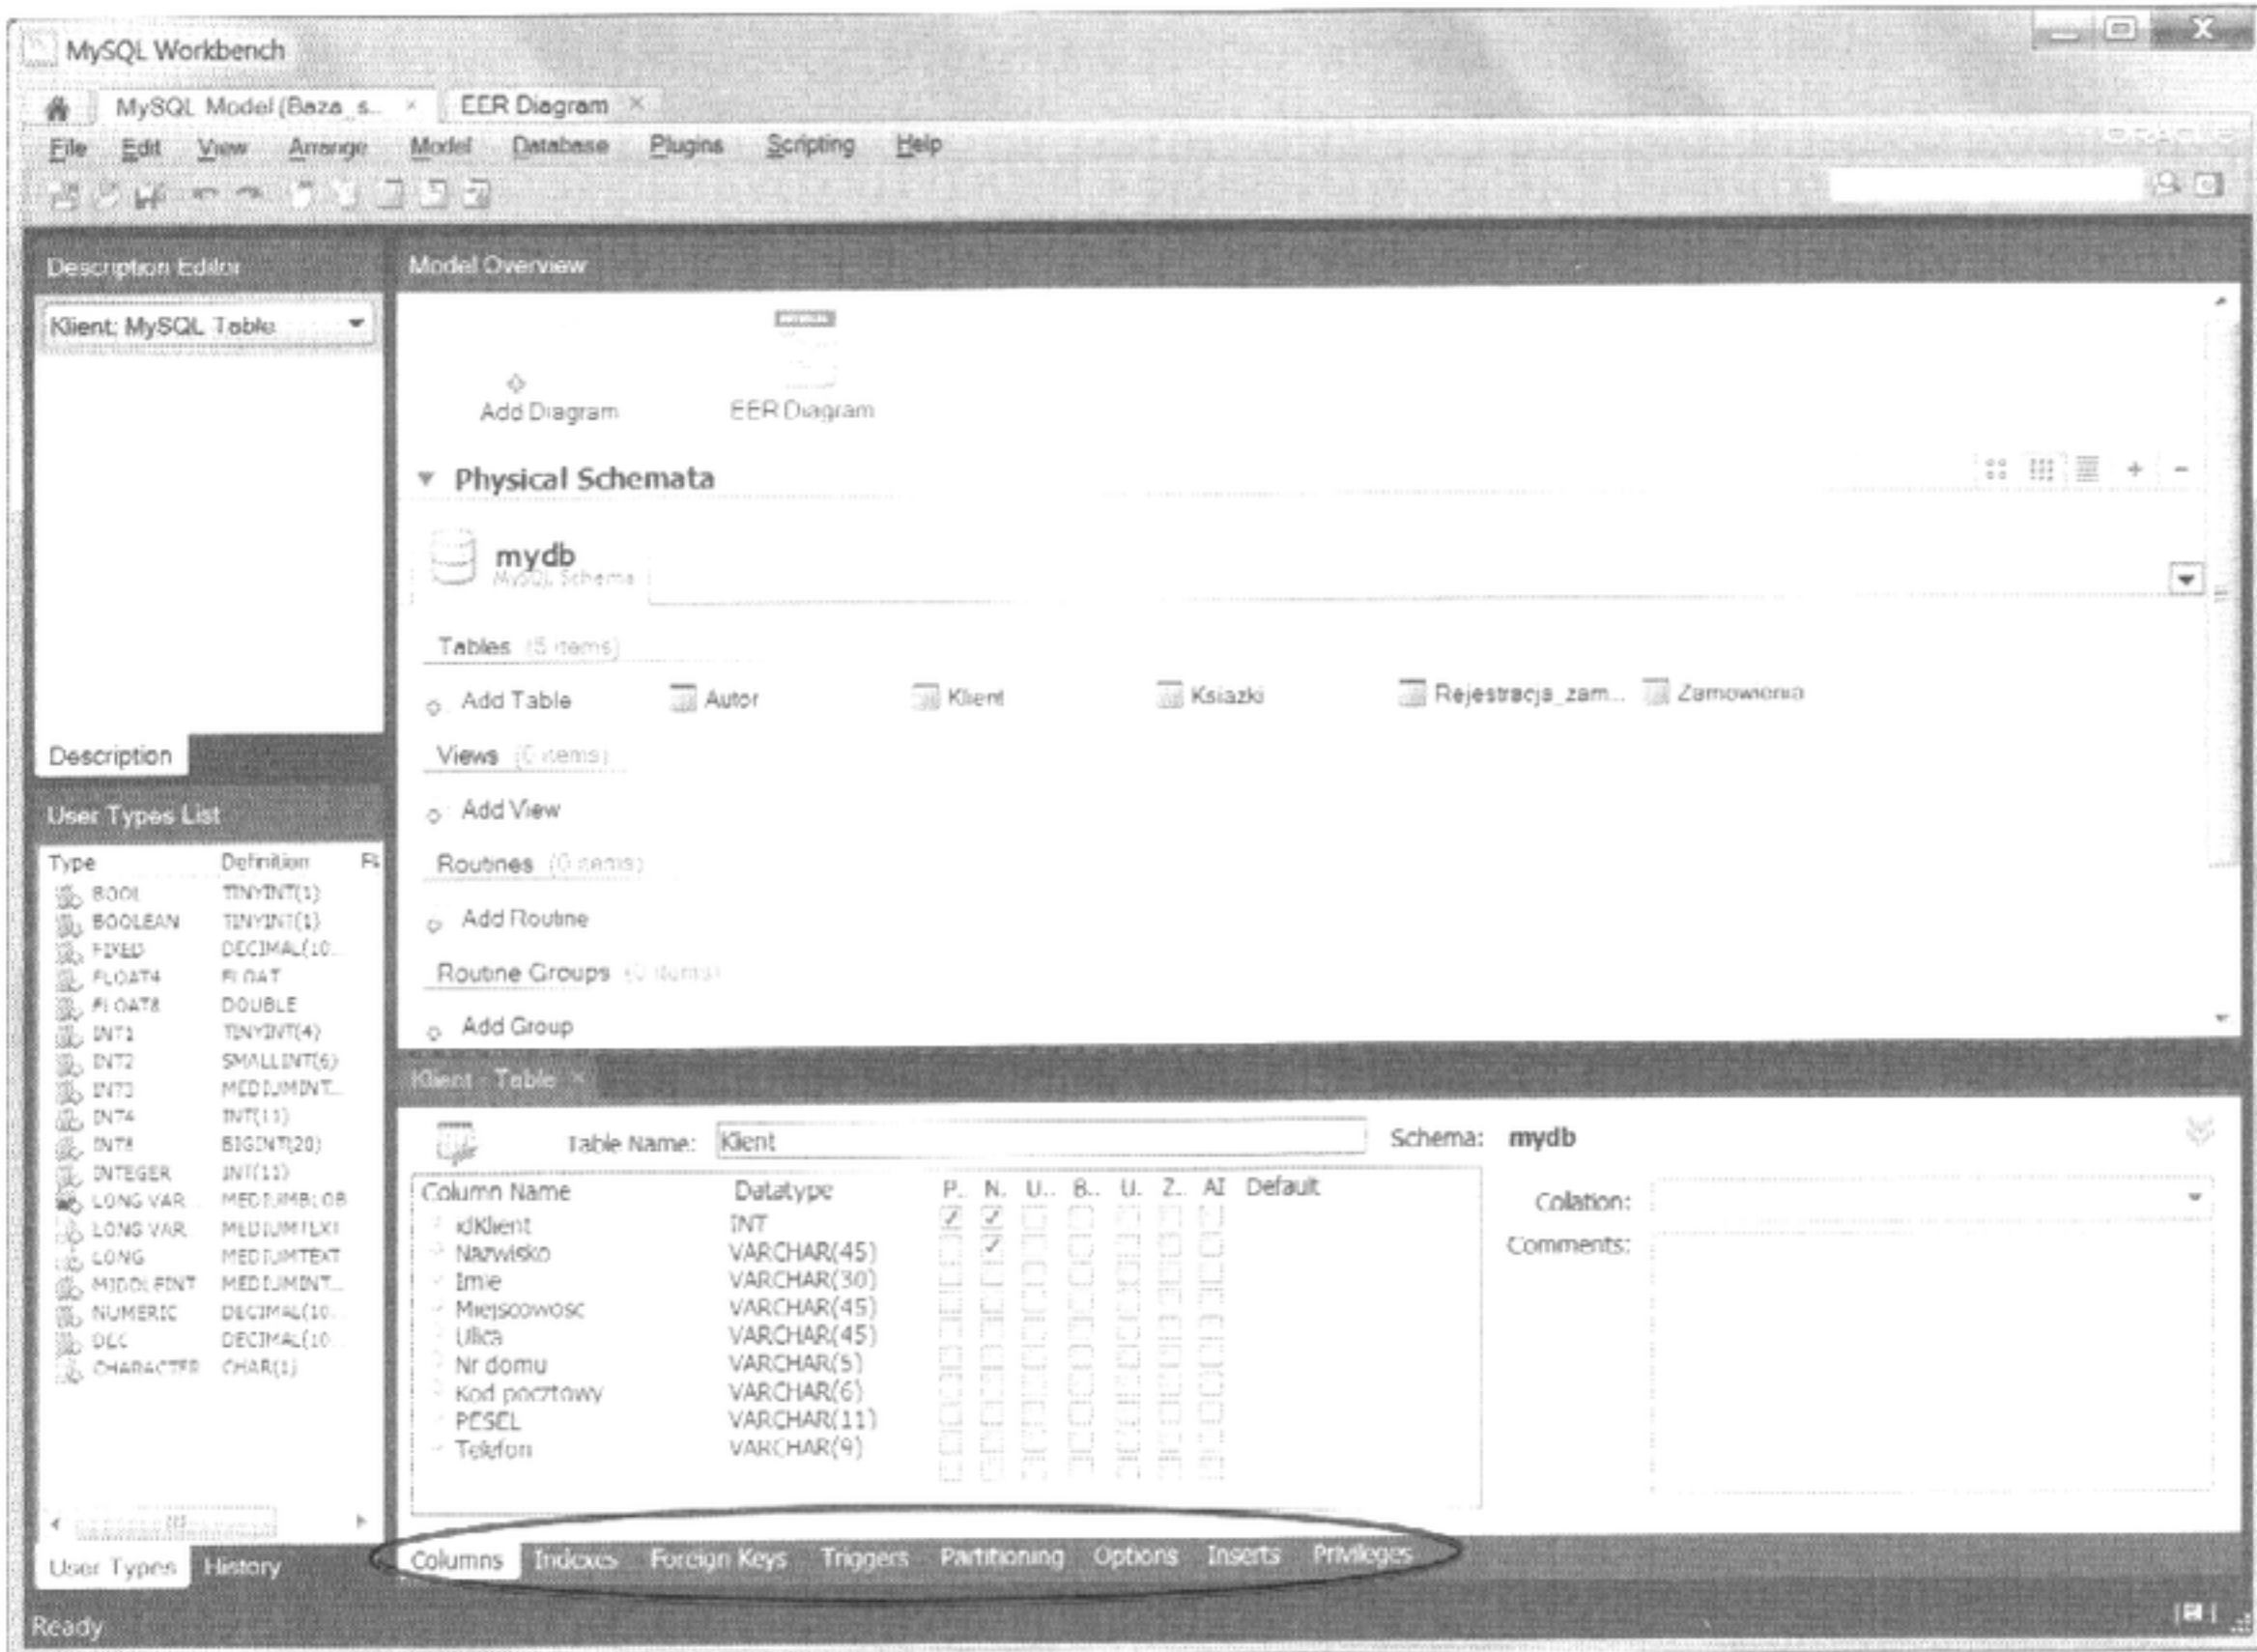 MySQL Workbench
MySQL Model (Baza_s.. × EER Diagram ×
File Edit View Arrange Model Database Plugins Scripting Help
ORACLE
Description Editor
Klient: MySQL Table
Description
User Types List
Type Definition Fl
BOOL TINYINT(1)
BOOLEAN TINYINT(1)
FIXED DECIMAL(10...
FLOAT4 FLOAT
FLOAT8 DOUBLE
INT1 TINYINT(4)
INT2 SMALLINT(6)
INT3 MEDIUMINT...
INT4 INT(11)
INT8 BIGINT(20)
INTEGER INT(11)
LONG VAR... MEDIUMBLOB
LONG VAR... MEDIUMTEXT
LONG MEDIUMTEXT
MIDDLEINT MEDIUMINT...
NUMERIC DECIMAL(10...
DEC DECIMAL(10...
CHARACTER CHAR(1)
User Types History
Model Overview
Add Diagram EER Diagram
Physical Schemata
mydb
MySQL Schema
Tables (5 items)
Add Table Autor Klient Ksiazki Rejestracja_zam... Zamowienia
Views (0 items)
Add View
Routines (0 items)
Add Routine
Routine Groups (0 items)
Add Group
Klient - Table ×
Table Name: Klient Schema: mydb
Column Name Datatype P.. N.. U.. B.. U.. Z.. AI Default
idKlient INT
Nazwisko VARCHAR(45)
Imie VARCHAR(30)
Miejscowosc VARCHAR(45)
Ulica VARCHAR(45)
Nr domu VARCHAR(5)
Kod pocztowy VARCHAR(6)
PESEL VARCHAR(11)
Telefon VARCHAR(9)
Colation:
Comments:
Columns Indexes Foreign Keys Triggers Partitioning Options Inserts Privileges
Ready